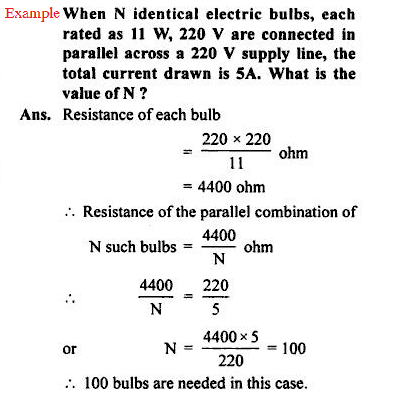 Example When N identical electric bulbs, each
rated as 11 W, 220 V are connected in
parallel across a 220 V supply line, the
total current drawn is 5A. What is the
value of N ?
Ans. Resistance of each bulb
= 220 × 220 / 11 ohm
= 4400 ohm
∴ Resistance of the parallel combination of
N such bulbs = 4400 / N ohm
∴ 4400 / N = 220 / 5
or N = 4400 × 5 / 220 = 100
∴ 100 bulbs are needed in this case.